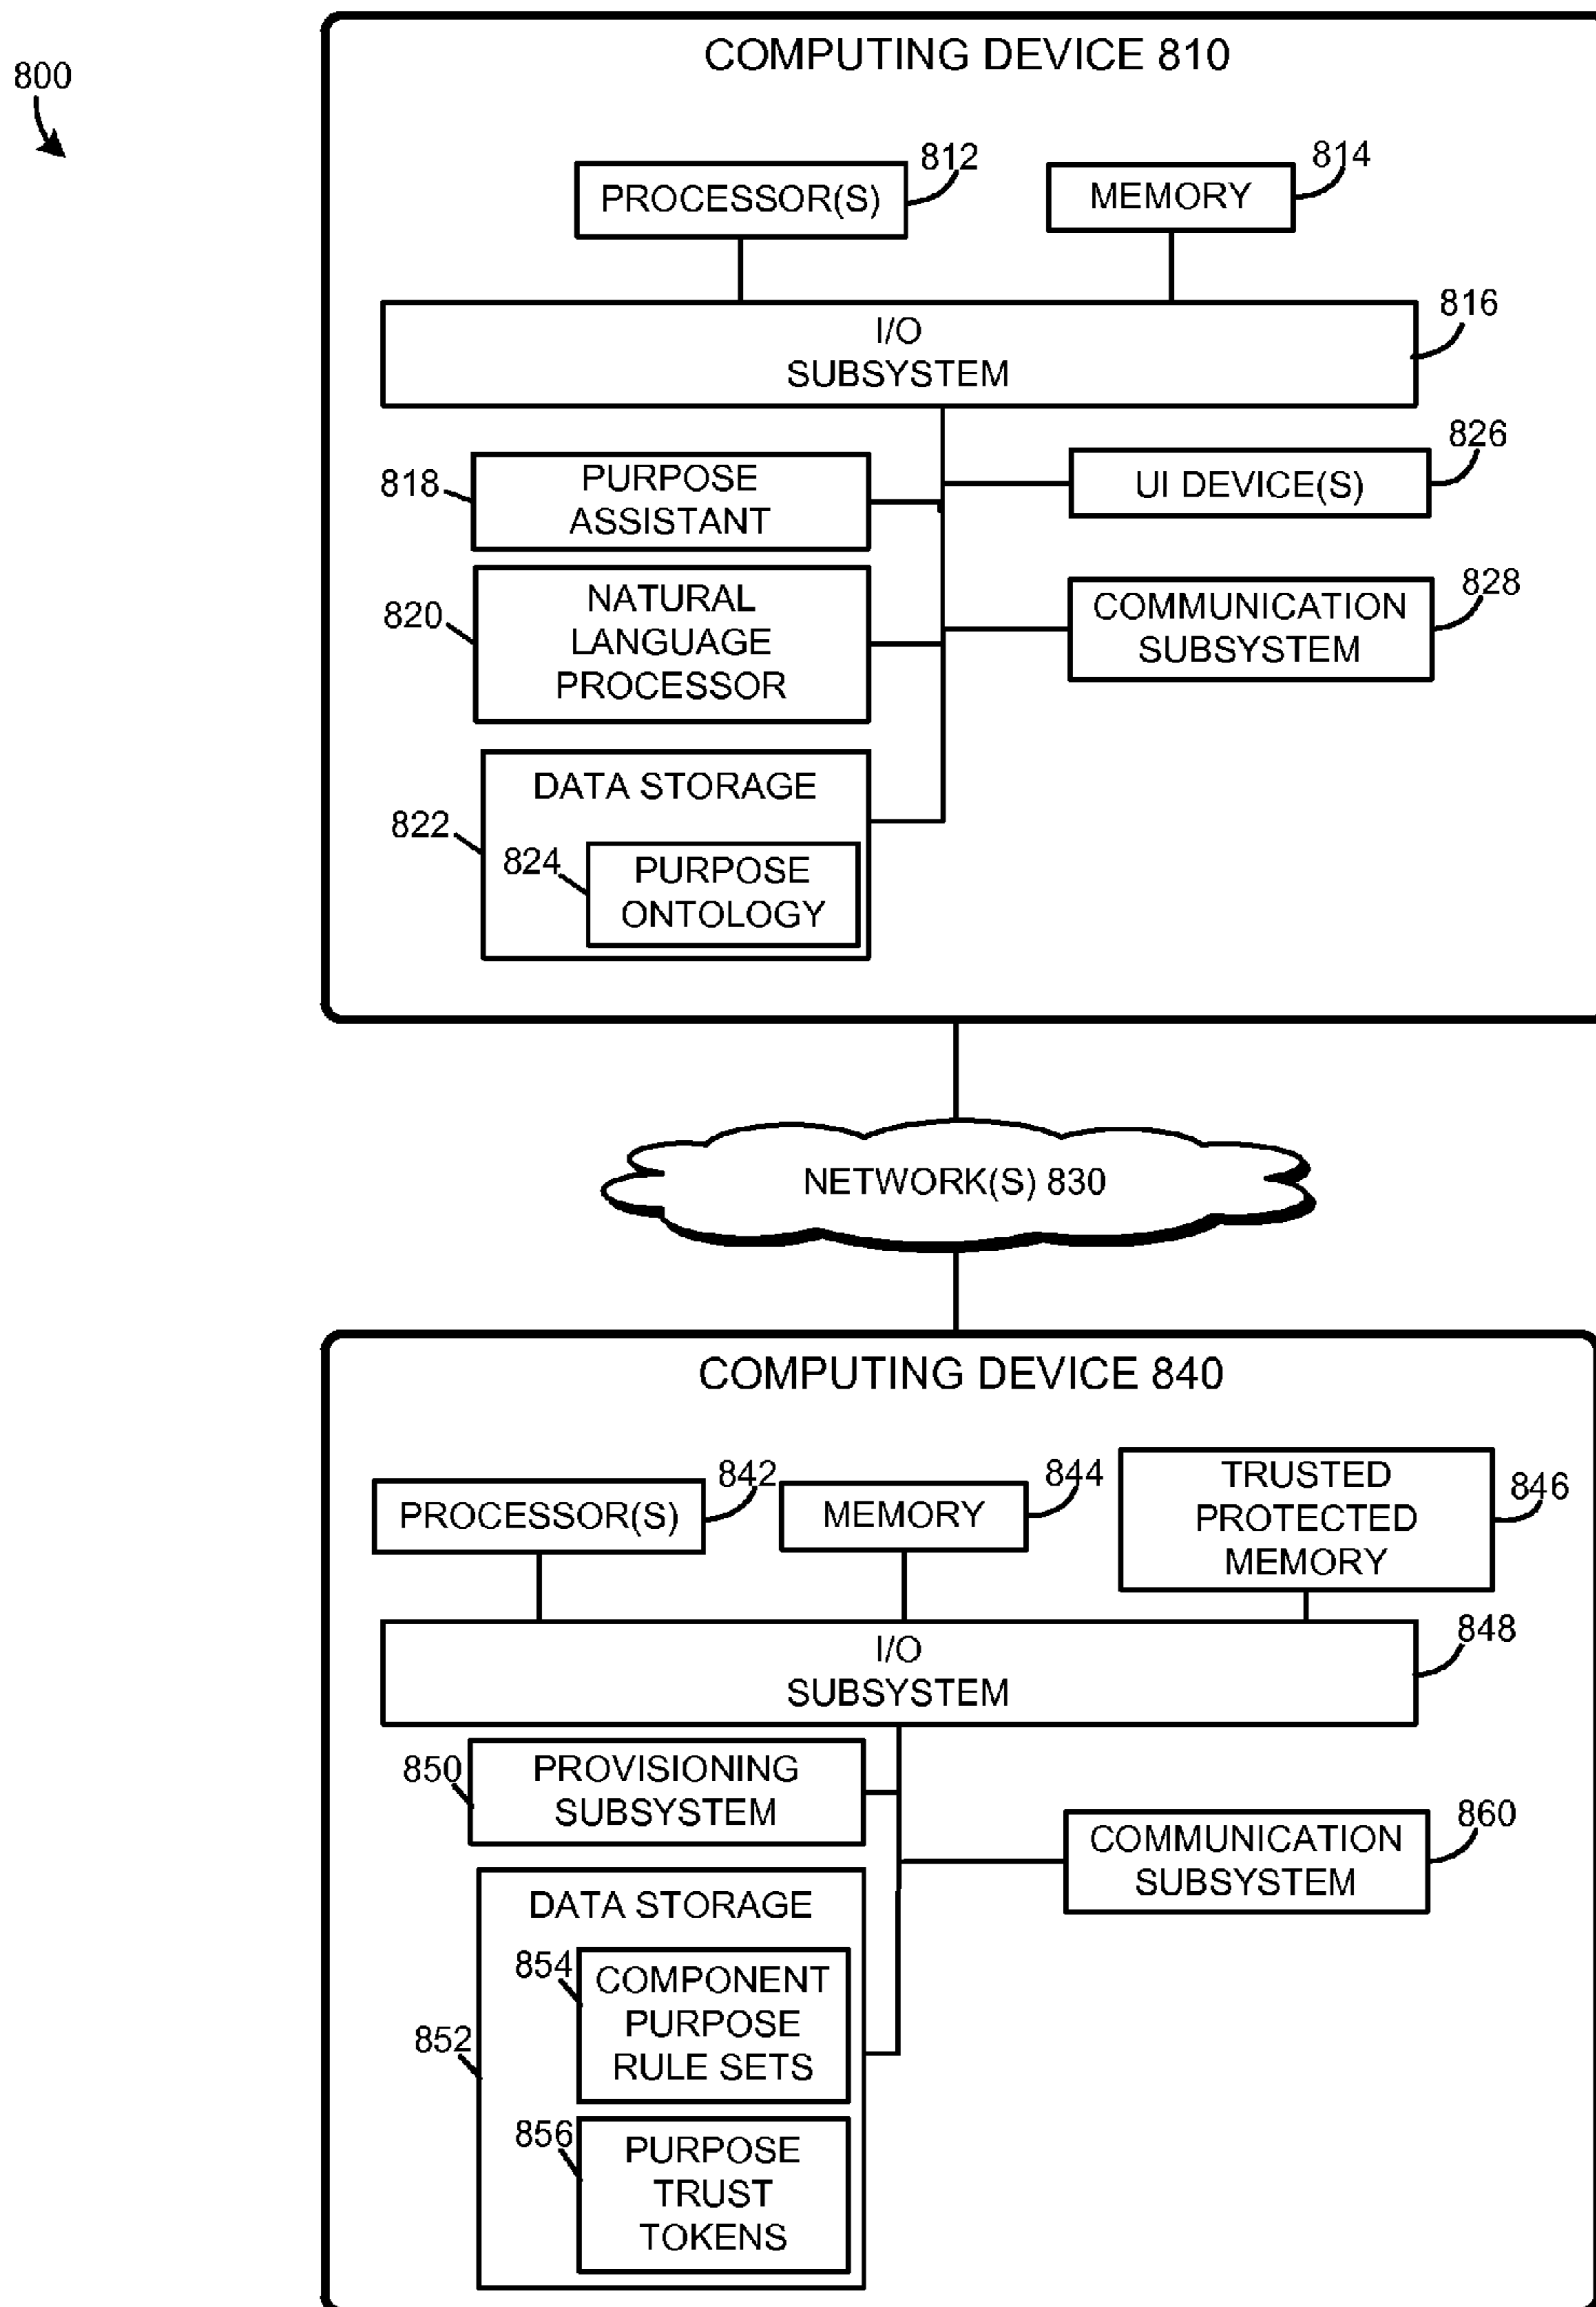 800
COMPUTING DEVICE 810
812
PROCESSOR(S)
814
MEMORY
816
I/O
SUBSYSTEM
818
PURPOSE
ASSISTANT
826
UI DEVICE(S)
820
NATURAL
LANGUAGE
PROCESSOR
828
COMMUNICATION
SUBSYSTEM
822
DATA STORAGE
824
PURPOSE
ONTOLOGY
NETWORK(S) 830
COMPUTING DEVICE 840
842
PROCESSOR(S)
844
MEMORY
846
TRUSTED
PROTECTED
MEMORY
848
I/O
SUBSYSTEM
850
PROVISIONING
SUBSYSTEM
860
COMMUNICATION
SUBSYSTEM
852
DATA STORAGE
854
COMPONENT
PURPOSE
RULE SETS
856
PURPOSE
TRUST
TOKENS